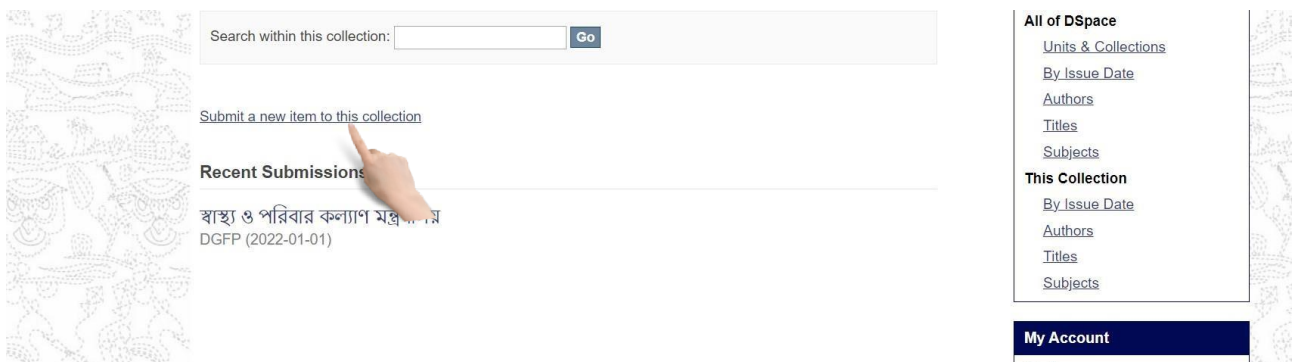 Search within this collection:
Go
Submit a new item to this collection
Recent Submissions
স্বাস্থ্য ও পরিবার কল্যাণ
DGFP (2022-01-01)
All of DSpace
Units & Collections
By Issue Date
Authors
Titles
Subjects
This Collection
By Issue Date
Authors
Titles
Subjects
My Account